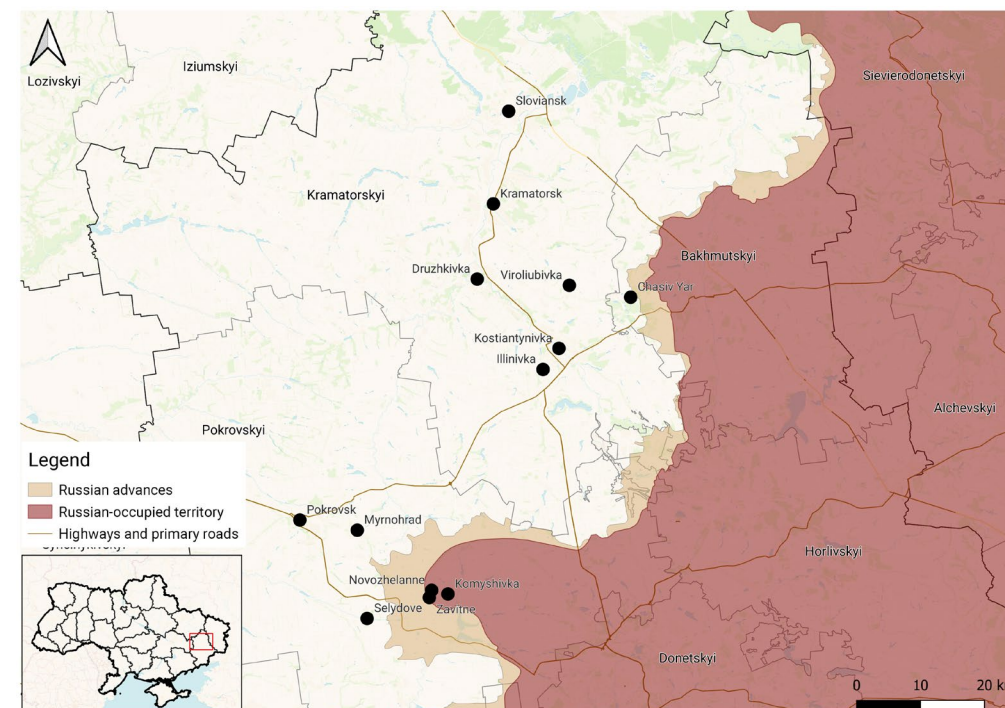 Lozivskyi
Iziumskyi
Sievierodonetskyi
Sloviansk
Kramatorskyi
Kramatorsk
Bakhmutskyi
Druzhkivka
Viroliubivka
Chasiv Yar
Kostiantynivka
Illinivka
Alchevskyi
Pokrovskyi
Legend
Russian advances
Russian-occupied territory
Highways and primary roads
Pokrovsk
Myrnohrad
Horlivskyi
Novozhelanne
Komyshivka
Selydove
Zavitne
Donetskyi
0 10 20